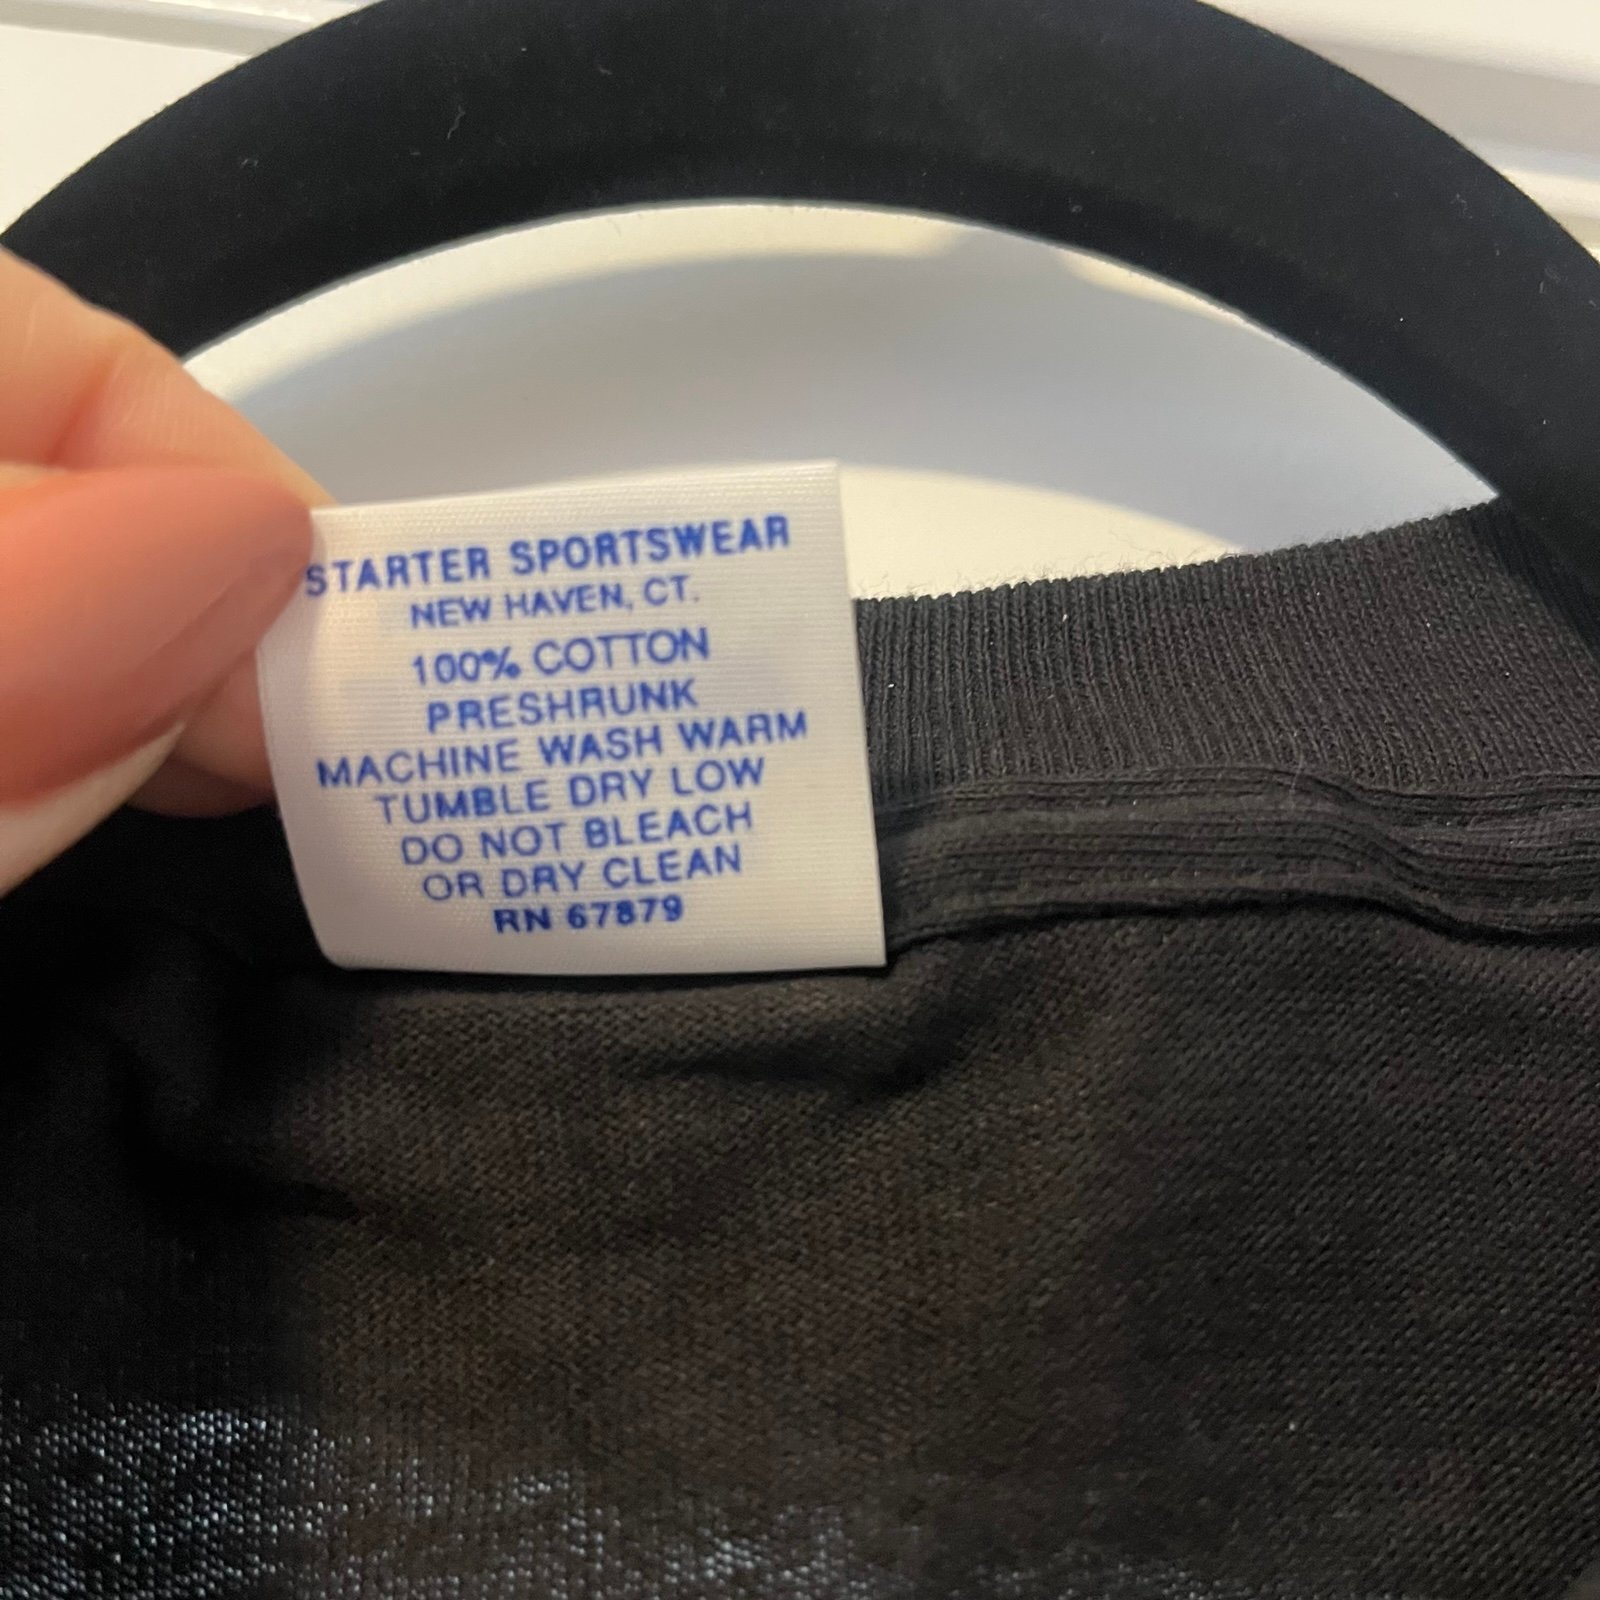 STARTER SPORTSWEAR
NEW HAVEN, CT.
100% COTTON
PRESHRUNK
MACHINE WASH WARM
TUMBLE DRY LOW
DO NOT BLEACH
OR DRY CLEAN
RN 67879